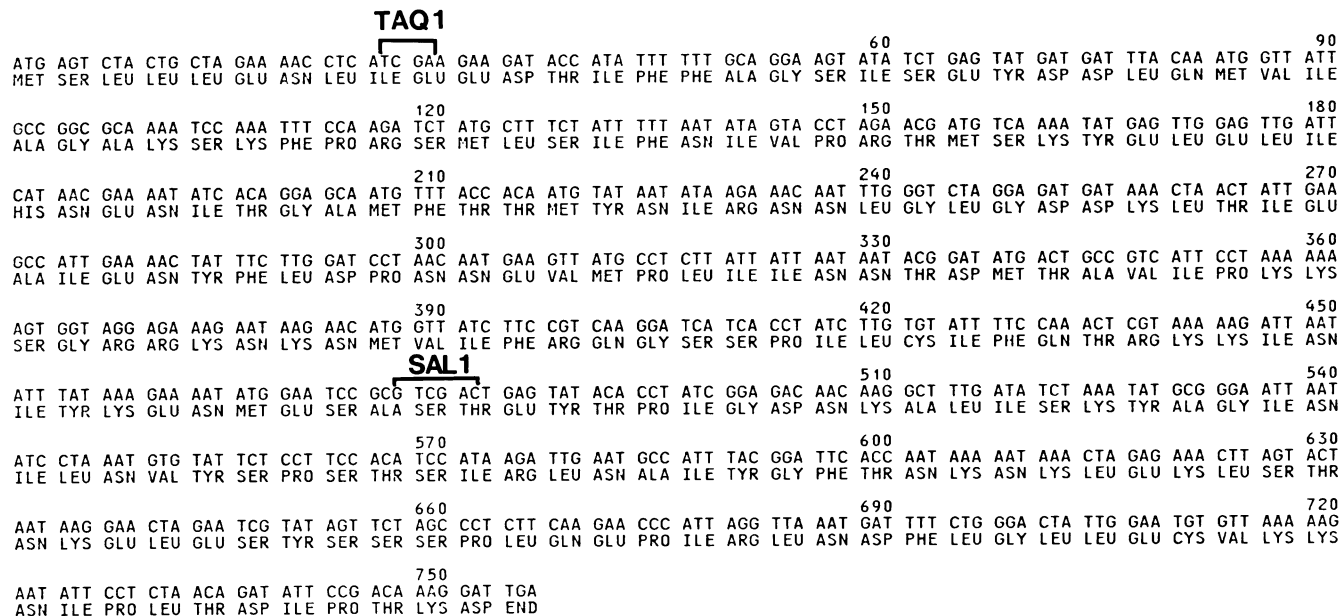 TAQ1
60 90
ATG AGT CTA CTG CTA GAA AAC CTC ATC GAA GAA GAT ACC ATA TTT TTT GCA GGA AGT ATA TCT GAG TAT GAT GAT TTA CAA ATG GTT ATT
MET SER LEU LEU LEU GLU ASN LEU ILE GLU GLU ASP THR ILE PHE PHE ALA GLY SER ILE SER GLU TYR ASP ASP LEU GLN MET VAL ILE
120 150 180
GCC GGC GCA AAA TCC AAA TTT CCA AGA TCT ATG CTT TCT ATT TTT AAT ATA GTA CCT AGA ACG ATG TCA AAA TAT GAG TTG GAG TTG ATT
ALA GLY ALA LYS SER LYS PHE PRO ARG SER MET LEU SER ILE PHE ASN ILE VAL PRO ARG THR MET SER LYS TYR GLU LEU GLU LEU ILE
210 240 270
CAT AAC GAA AAT ATC ACA GGA GCA ATG TTT ACC ACA ATG TAT AAT ATA AGA AAC AAT TTG GGT CTA GGA GAT GAT AAA CTA ACT ATT GAA
HIS ASN GLU ASN ILE THR GLY ALA MET PHE THR THR MET TYR ASN ILE ARG ASN ASN LEU GLY LEU GLY ASP ASP LYS LEU THR ILE GLU
300 330 360
GCC ATT GAA AAC TAT TTC TTG GAT CCT AAC AAT GAA GTT ATG CCT CTT ATT ATT AAT AAT ACG GAT ATG ACT GCC GTC ATT CCT AAA AAA
ALA ILE GLU ASN TYR PHE LEU ASP PRO ASN ASN GLU VAL MET PRO LEU ILE ILE ASN ASN THR ASP MET THR ALA VAL ILE PRO LYS LYS
390 420 450
AGT GGT AGG AGA AAG AAT AAG AAC ATG GTT ATC TTC CGT CAA GGA TCA TCA CCT ATC TTG TGT ATT TTC CAA ACT CGT AAA AAG ATT AAT
SER GLY ARG ARG LYS ASN LYS ASN MET VAL ILE PHE ARG GLN GLY SER SER PRO ILE LEU CYS ILE PHE GLN THR ARG LYS LYS ILE ASN
SAL1
510 540
ATT TAT AAA GAA AAT ATG GAA TCC GCG TCG ACT GAG TAT ACA CCT ATC GGA GAC AAC AAG GCT TTG ATA TCT AAA TAT GCG GGA ATT AAT
ILE TYR LYS GLU ASN MET GLU SER ALA SER THR GLU TYR THR PRO ILE GLY ASP ASN LYS ALA LEU ILE SER LYS TYR ALA GLY ILE ASN
570 600 630
ATC CTA AAT GTG TAT TCT CCT TCC ACA TCC ATA AGA TTG AAT GCC ATT TAC GGA TTC ACC AAT AAA AAT AAA CTA GAG AAA CTT AGT ACT
ILE LEU ASN VAL TYR SER PRO SER THR SER ILE ARG LEU ASN ALA ILE TYR GLY PHE THR ASN LYS ASN LYS LEU GLU LYS LEU SER THR
660 690 720
AAT AAG GAA CTA GAA TCG TAT AGT TCT AGC CCT CTT CAA GAA CCC ATT AGG TTA AAT GAT TTT CTG GGA CTA TTG GAA TGT GTT AAA AAG
ASN LYS GLU LEU GLU SER TYR SER SER SER PRO LEU GLN GLU PRO ILE ARG LEU ASN ASP PHE LEU GLY LEU LEU GLU CYS VAL LYS LYS
750
AAT ATT CCT CTA ACA GAT ATT CCG ACA AAG GAT TGA
ASN ILE PRO LEU THR ASP ILE PRO THR LYS ASP END